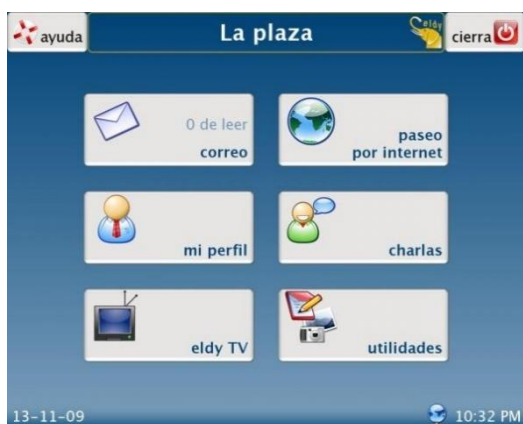 ayuda
La plaza
eldy
cierra
0 de leer
correo
paseo
por internet
mi perfil
charlas
eldy TV
utilidades
13-11-09
10:32 PM